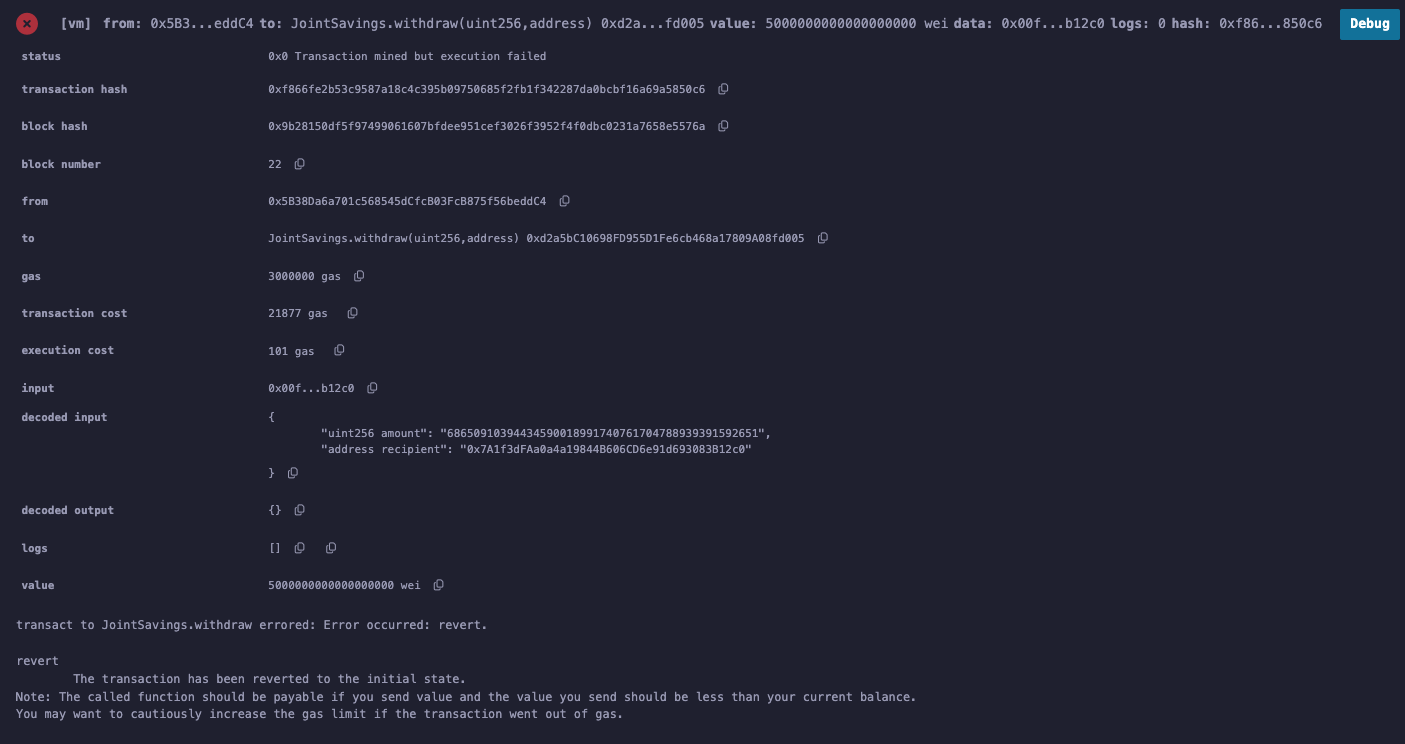 [vm] from: 0x5B3...eddC4 to: JointSavings.withdraw(uint256,address) 0xd2a...fd005 value: 5000000000000000000 wei data: 0x00f...b12c0 logs: 0 hash: 0xf86...850c6 Debug
status 0x0 Transaction mined but execution failed
transaction hash 0xf866fe2b53c9587a18c4c395b09750685f2fb1f342287da0bcbf16a69a5850c6
block hash 0x9b28150df5f97499061607bfdee951cef3026f3952f4f0dbc0231a7658e5576a
block number 22
from 0x5B38Da6a701c568545dCfcB03FcB875f56beddC4
to JointSavings.withdraw(uint256,address) 0xd2a5bC10698FD955D1Fe6cb468a17809A08fd005
gas 3000000 gas
transaction cost 21877 gas
execution cost 101 gas
input 0x00f...b12c0
decoded input {
"uint256 amount": "686509103944345900189917407617047889393915926 51",
"address recipient": "0x7A1f3dFAa0a4a19844B606CD6e91d693083B12c0"
}
decoded output {}
logs []
value 5000000000000000000 wei
transact to JointSavings.withdraw errored: Error occurred: revert.
revert
The transaction has been reverted to the initial state.
Note: The called function should be payable if you send value and the value you send should be less than your current balance.
You may want to cautiously increase the gas limit if the transaction went out of gas.